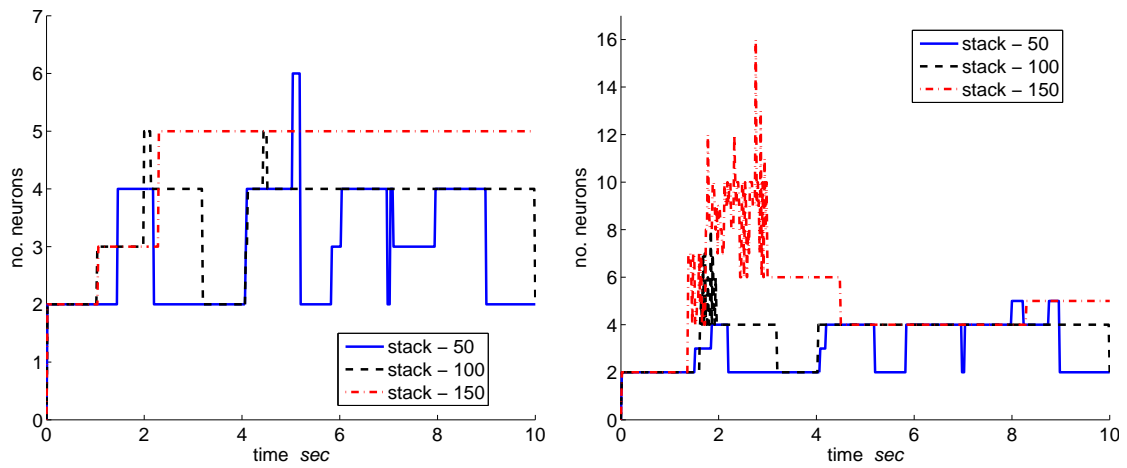 7
6
5
4
3
2
1
0
no. neurons
0 2 4 6 8 10
time sec
stack – 50
stack – 100
stack – 150
16
14
12
10
8
6
4
2
0
no. neurons
0 2 4 6 8 10
time sec
stack – 50
stack – 100
stack – 150